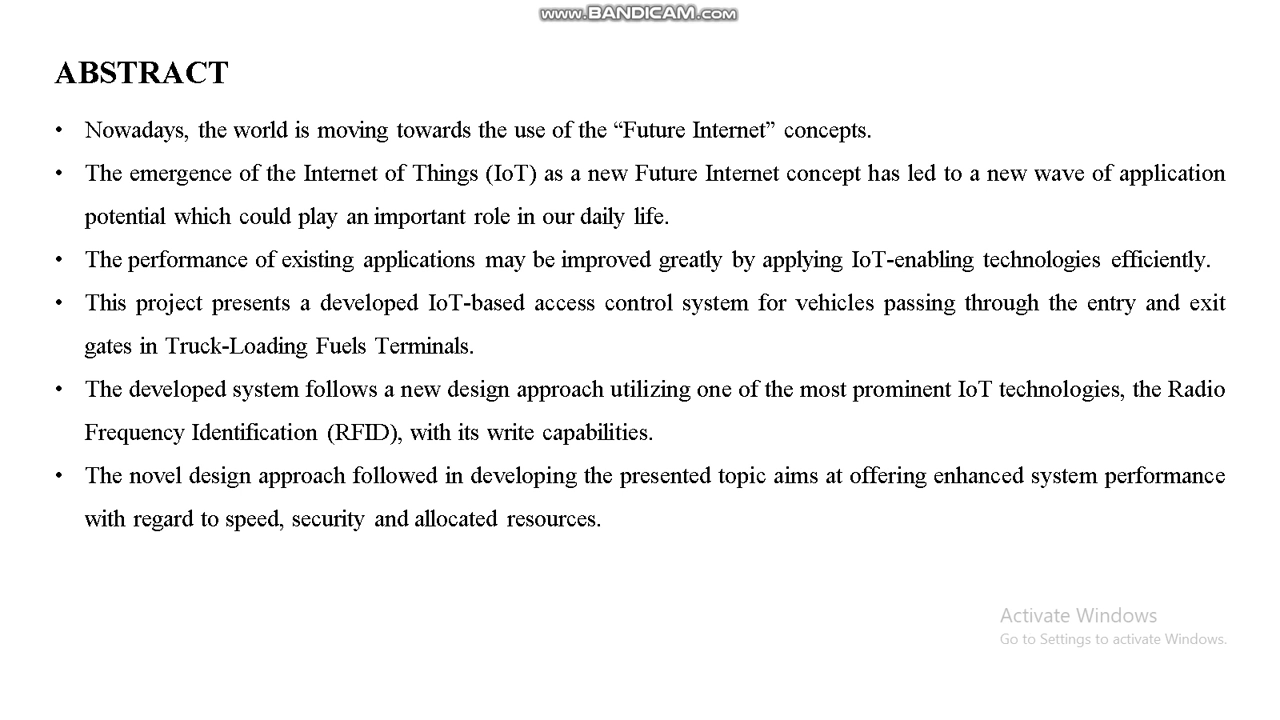 www.BANDICAM.com
ABSTRACT
• Nowadays, the world is moving towards the use of the “Future Internet” concepts.
• The emergence of the Internet of Things (IoT) as a new Future Internet concept has led to a new wave of application
potential which could play an important role in our daily life.
• The performance of existing applications may be improved greatly by applying IoT-enabling technologies efficiently.
• This project presents a developed IoT-based access control system for vehicles passing through the entry and exit
gates in Truck-Loading Fuels Terminals.
• The developed system follows a new design approach utilizing one of the most prominent IoT technologies, the Radio
Frequency Identification (RFID), with its write capabilities.
• The novel design approach followed in developing the presented topic aims at offering enhanced system performance
with regard to speed, security and allocated resources.
Activate Windows
Go to Settings to activate Windows.